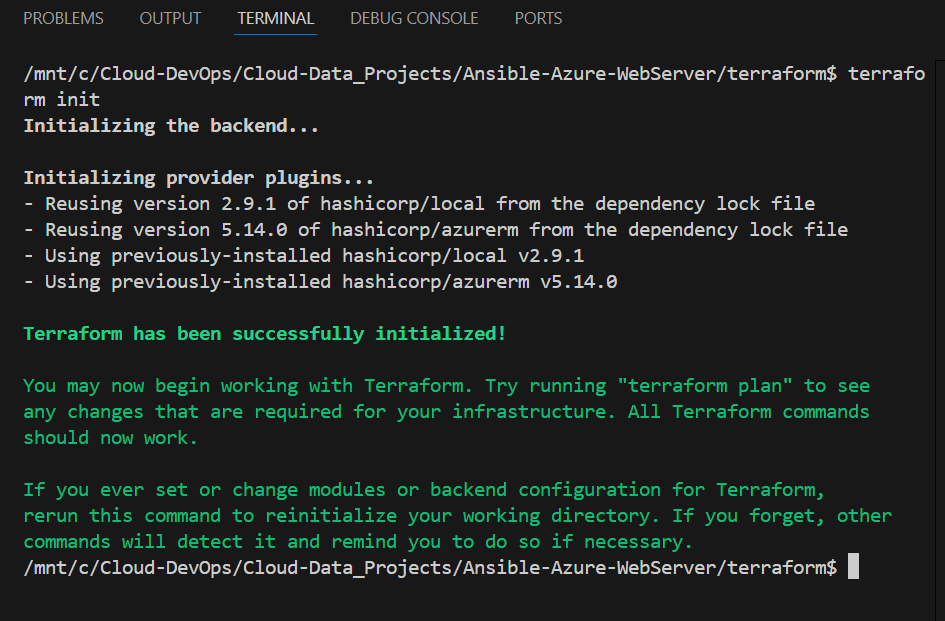 PROBLEMS OUTPUT TERMINAL DEBUG CONSOLE PORTS
/mnt/c/Cloud-DevOps/Cloud-Data_Projects/Ansible-Azure-WebServer/terraform$ terrafo
rm init
Initializing the backend...
Initializing provider plugins...
- Reusing version 2.9.1 of hashicorp/local from the dependency lock file
- Reusing version 5.14.0 of hashicorp/azurerm from the dependency lock file
- Using previously-installed hashicorp/local v2.9.1
- Using previously-installed hashicorp/azurerm v5.14.0
Terraform has been successfully initialized!
You may now begin working with Terraform. Try running "terraform plan" to see
any changes that are required for your infrastructure. All Terraform commands
should now work.
If you ever set or change modules or backend configuration for Terraform,
rerun this command to reinitialize your working directory. If you forget, other
commands will detect it and remind you to do so if necessary.
/mnt/c/Cloud-DevOps/Cloud-Data_Projects/Ansible-Azure-WebServer/terraform$